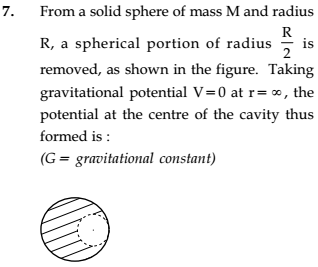 7. From a solid sphere of mass M and radius
R, a spherical portion of radius R/2 is
removed, as shown in the figure. Taking
gravitational potential V=0 at r=∞, the
potential at the centre of the cavity thus
formed is :
(G = gravitational constant)